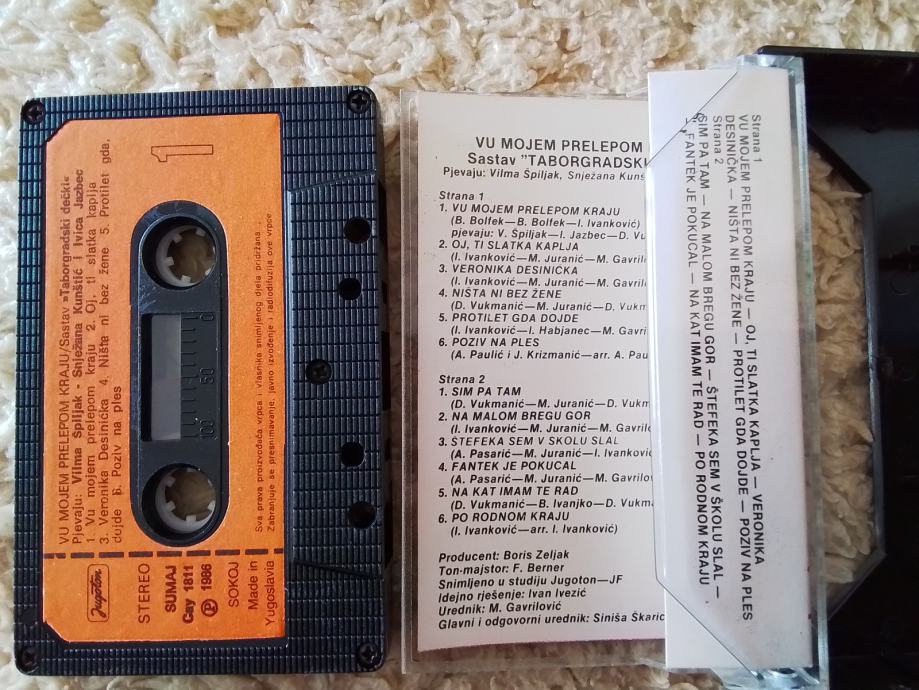 VU MOJEM PRELEPOM KRAJU/Sastav »Taborgradski dečki«
Pjevaju: Vilma Špiljak - Snježana Kunštić i Ivica Jazbec
1. Vu mojem prelepom kraju 2. Oj, ti slatka kaplja
3. Veronika Desinička 4. Ništa ni bez žene 5. Protilet gda,
dojde 6. Poziv na ples
1
0 50 100
Sva prava proizvođača vrpca i vlasnika snimljenog djela pridržana.
Zabranjuje se presnimavanje, javno izvođenje i radiodifuzija ove vrpce
Jugoton
STEREO
SUMAJ
Cay 1811
Ⓟ 1986
SOKOJ
Made in
Yugoslavia
VU MOJEM PRELEPOM
Sastav "TABORGRADSKI
Pjevaju: Vilma Špiljak, Snježana Kunš
Strana 1
1. VU MOJEM PRELEPOM KRAJU
(B. Bolfek—B. Bolfek—I. Ivanković)
pjevaju: V. Špiljak—I. Jazbec—D. Vu
2. OJ, TI SLATKA KAPLJA
(I. Ivanković—M. Juranić—M. Gavrilo
3. VERONIKA DESINICKA
(I. Ivanković—M. Juranić—M. Gavril
4. NIŠTA NI BEZ ŽENE
(D. Vukmanić—M. Juranić—D. Vukm
5. PROTILET GDA DOJDE
(I. Ivanković—I. Habjanec—M. Gavri
6. POZIV NA PLES
(A. Paulić i J. Krizmanić—arr. A. Pau
Strana 2
1. SIM PA TAM
(D. Vukmanić—M. Juranić—D. Vukm
2. NA MALOM BREGU GOR
(I. Ivanković—M. Juranić—M. Gavrilo
3. ŠTEFEKA SEM V ŠKOLU SLAL
(A. Pasarić—M. Juranić—I. Ivanković
4. FANTEK JE POKUCAL
(A. Pasarić—M. Juranić—M. Gavrilov
5. NA KAT IMAM TE RAD
(D. Vukmanić—B. Ivanjko—D. Vukma
6. PO RODNOM KRAJU
(I. Ivanković—arr. I. Ivanković)
Producent: Boris Zeljak
Ton-majstor: F. Berner
Snimljeno u studiju Jugoton—JF
Idejno rješenje: Ivan Ivezić
Urednik: M. Gavrilović
Glavni i odgovorni urednik: Siniša Škaric
Strana 1
VU MOJEM PRELEPOM KRAJU — OJ, TI SLATKA KAPLJA — VERONIKA
DESINIČKA — NIŠTA NI BEZ ŽENE — PROTILET GDA DOJDE — POZIV NA PLES
Strana 2
SIM PA TAM — NA MALOM BREGU GOR — ŠTEFEKA SEM V ŠKOLU SLAL —
FANTEK JE POKUCAL — NA KAT IMAM TE RAD — PO RODNOM KRAJU